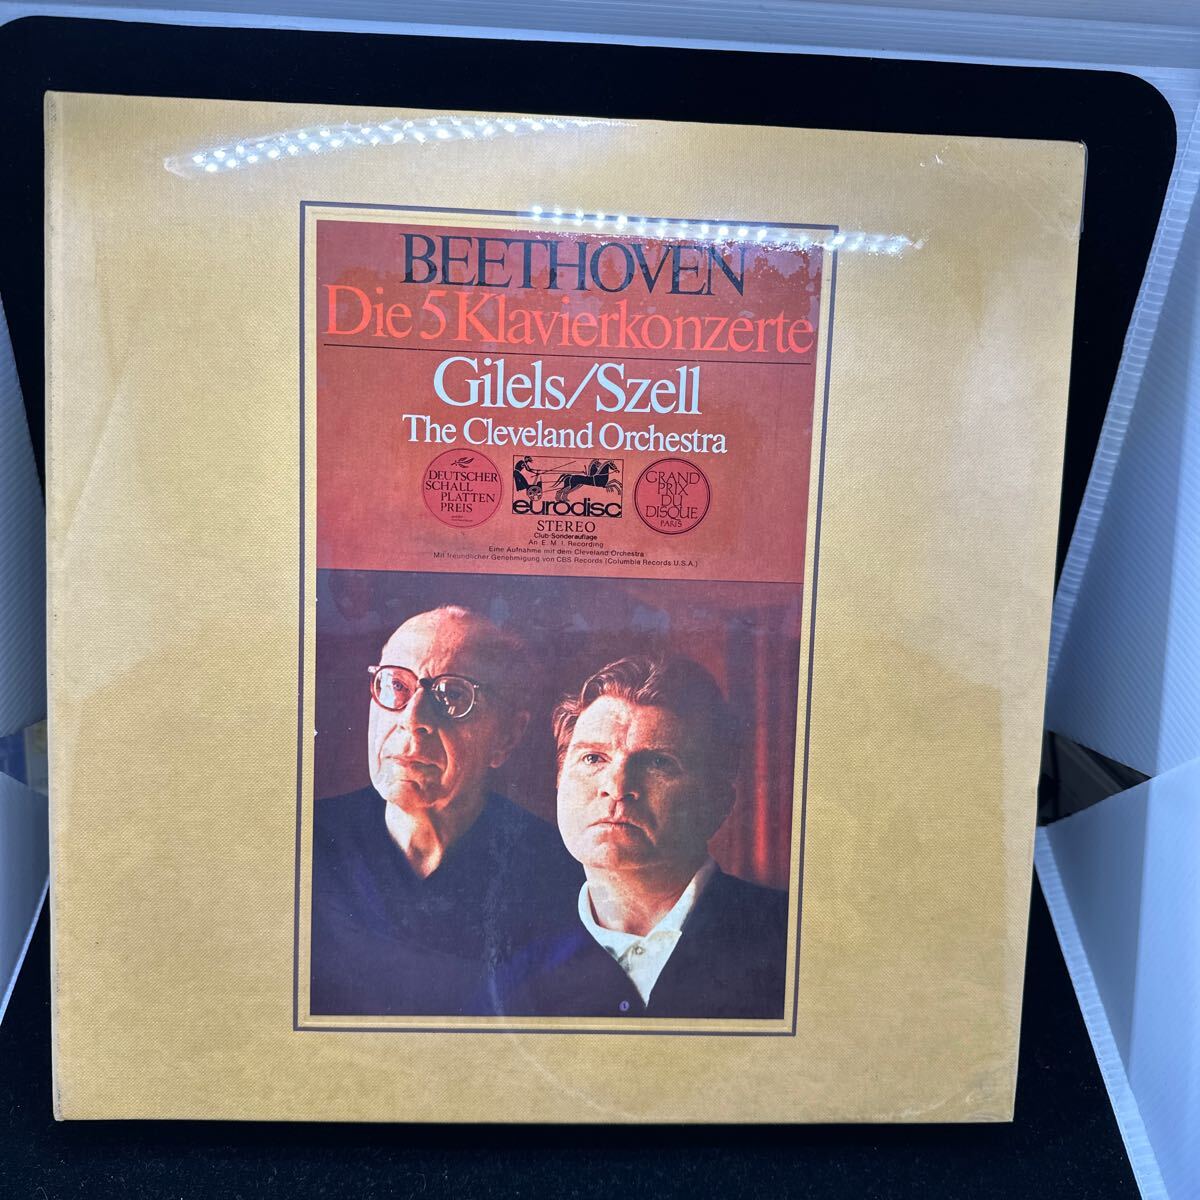 BEETHOVEN
Die 5 Klavierkonzerte
Gilels/Szell
The Cleveland Orchestra
DEUTSCHER
SCHALL
PLATTEN
PREIS
eurodisc
STEREO
Club-Sonderauflage
An E. M. I. Recording
Eine Aufnahme mit dem Cleveland Orchestra
Mit freundlicher Genehmigung von CBS Records (Columbia Records U.S.A.)
GRAND
PRIX
DU
DISQUE
PARIS